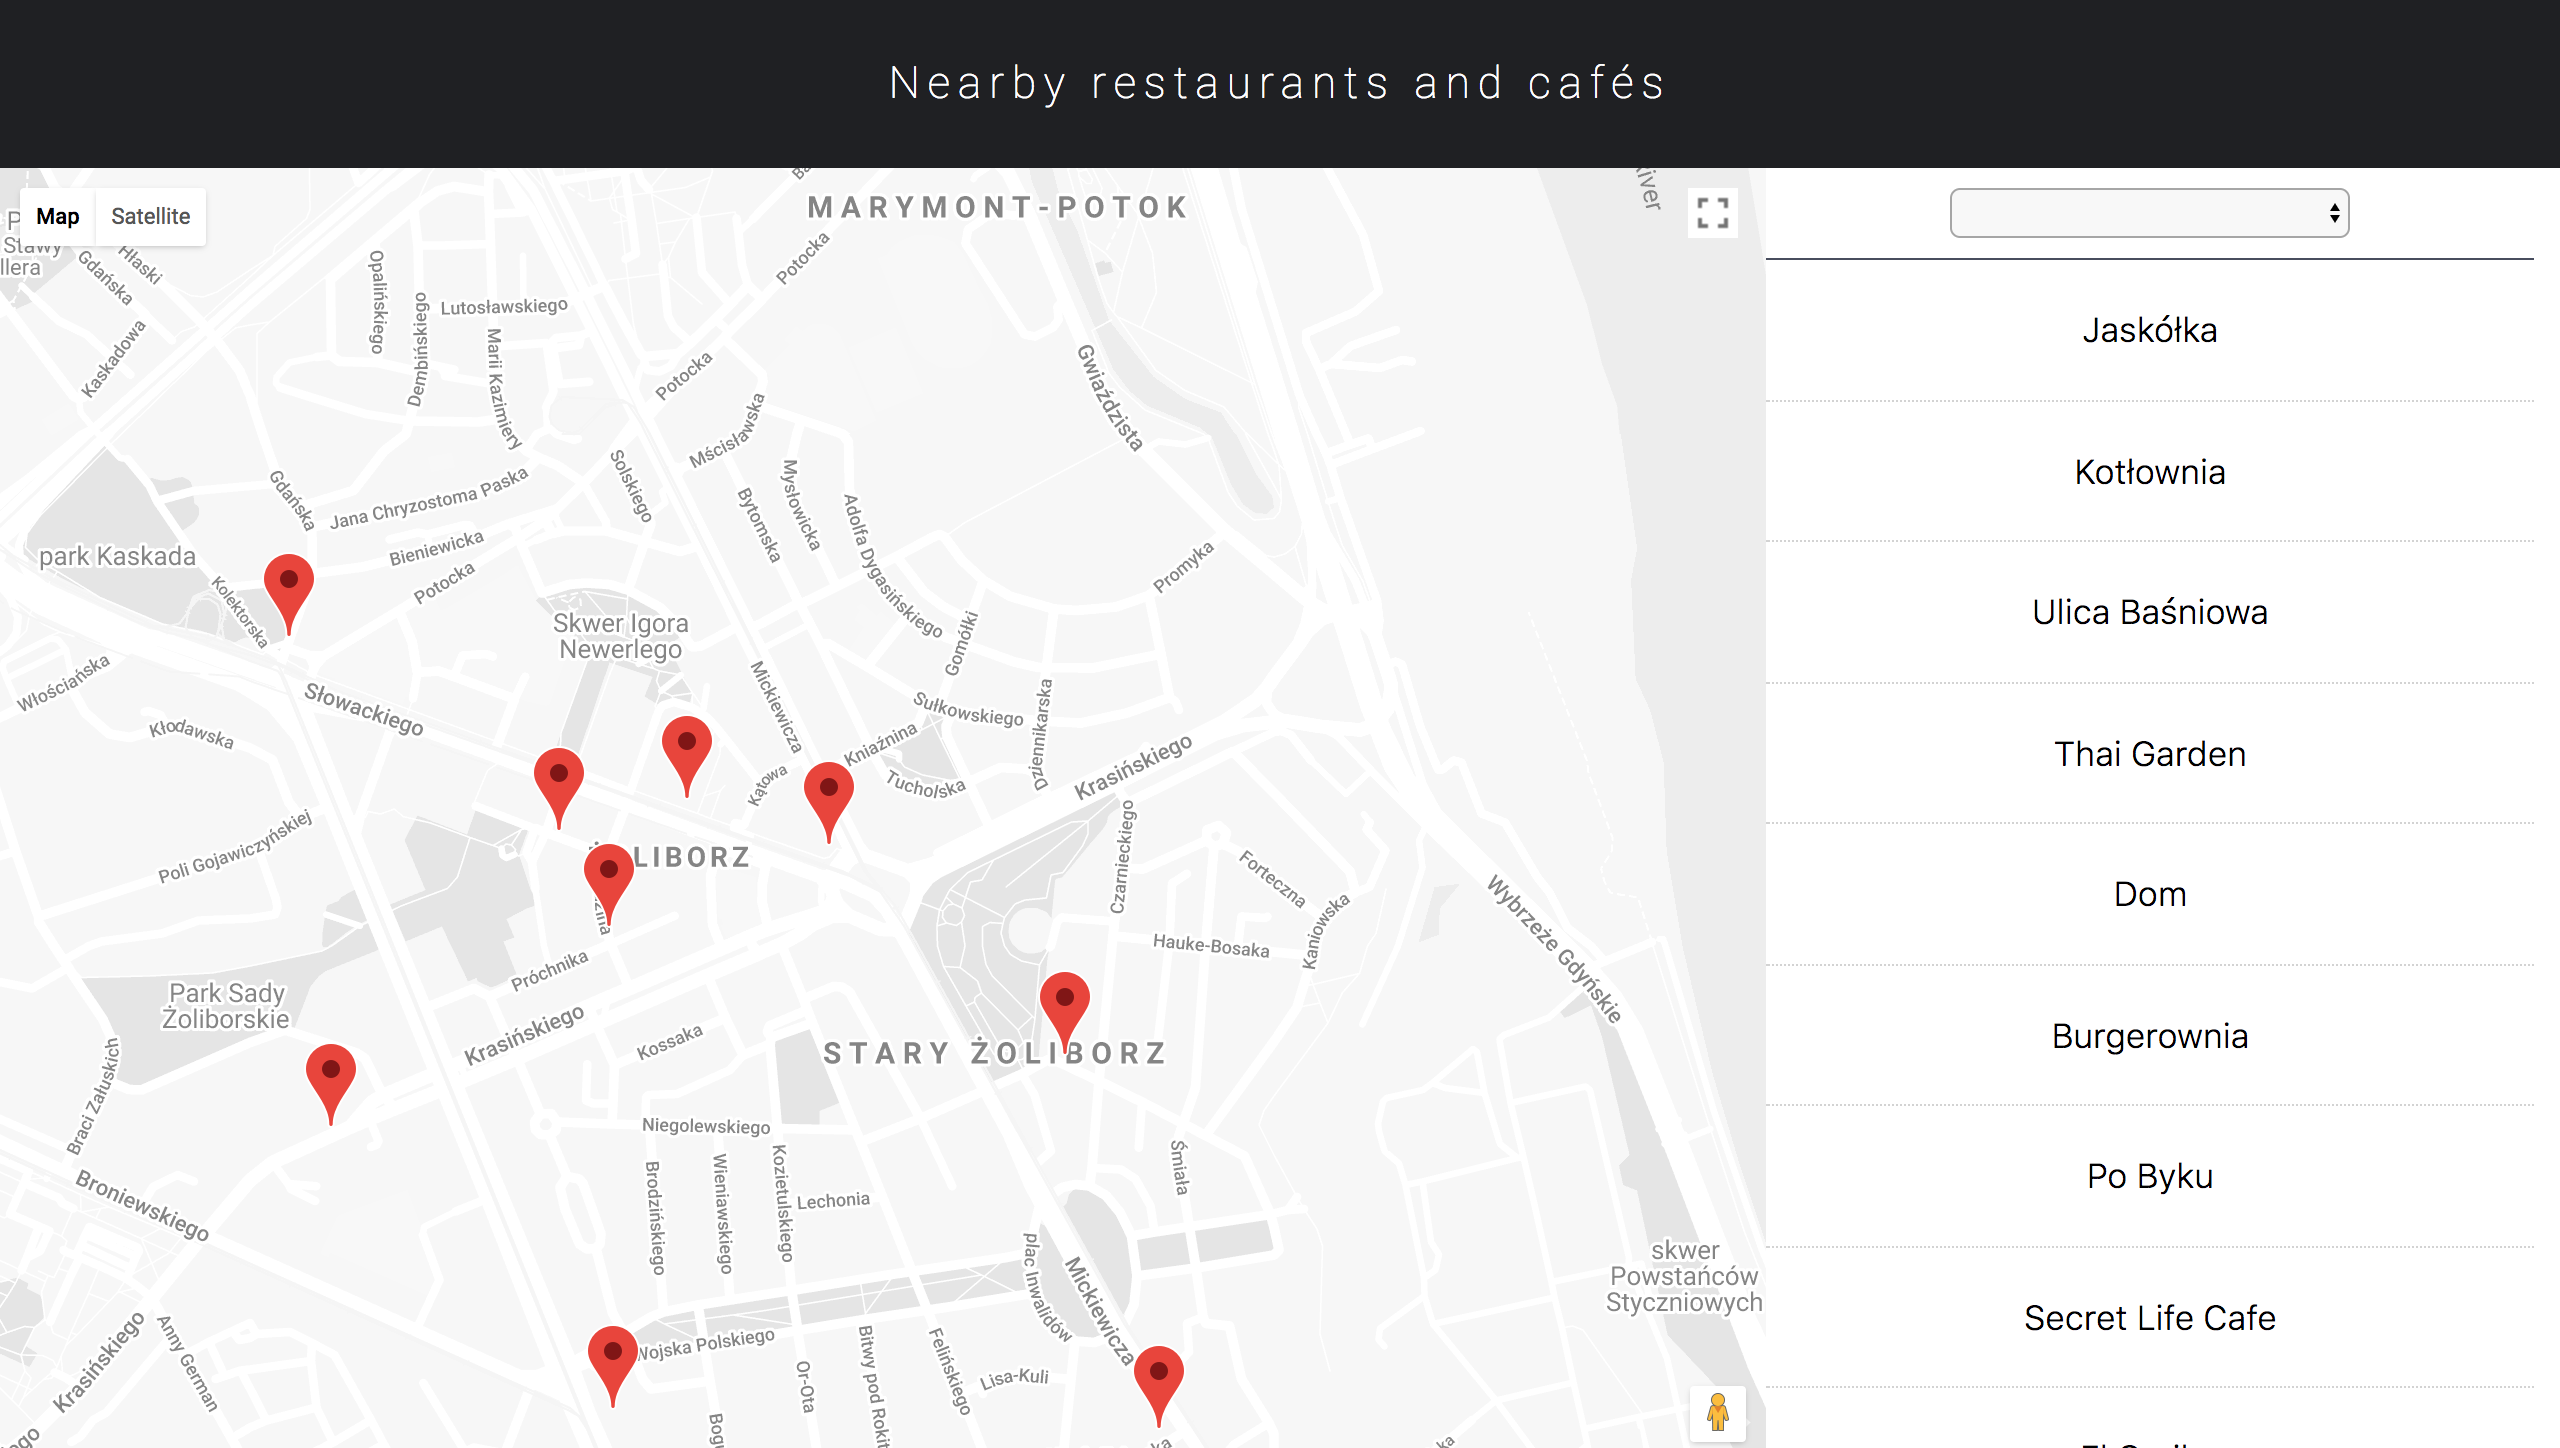 Nearby restaurants and cafés
Map
Satellite
MARYMONT-POTOK
River
Stawy
llera
Hłaski
Gdańska
Kaskadowa
Opalińskiego
Dembińskiego
Lutosławskiego
Marii Kazimiery
Potocka
Potocka
Gwiaździsta
Mścisławska
Solskiego
Mysłowicka
Bytomska
Adolfa Dygasińskiego
Gdańska
Jana Chryzostoma Paska
Bieniewicka
Potocka
park Kaskada
Kolektorska
Promyka
Skwer Igora
Newerlego
Gomółki
Włościańska
Słowackiego
Kłodawska
Mickiewicza
Sułkowskiego
Kniaźnina
Dziennikarska
Krasińskiego
Kątowa
Tucholska
Poli Gojawiczyńskiej
LIBORZ
Czarnieckiego
Forteczna
Kaniowska
Hauke-Bosaka
Wybrzeże Gdyńskie
Próchnika
Park Sady
Żoliborskie
Krasińskiego
Kossaka
STARY ŻOLIBORZ
Braci Załuskich
Niegolewskiego
Śmiała
Brodzińskiego
Wieniawskiego
Kozietulskiego
Lechonia
Broniewskiego
plac Inwalidów
Mickiewicza
skwer
Powstańców
Styczniowych
Krasińskiego
Anny German
Wojska Polskiego
Or-Ota
Bitwy pod Rokit
Felińskiego
Lisa-Kuli
Bogu
Jaskółka
Kotłownia
Ulica Baśniowa
Thai Garden
Dom
Burgerownia
Po Byku
Secret Life Cafe